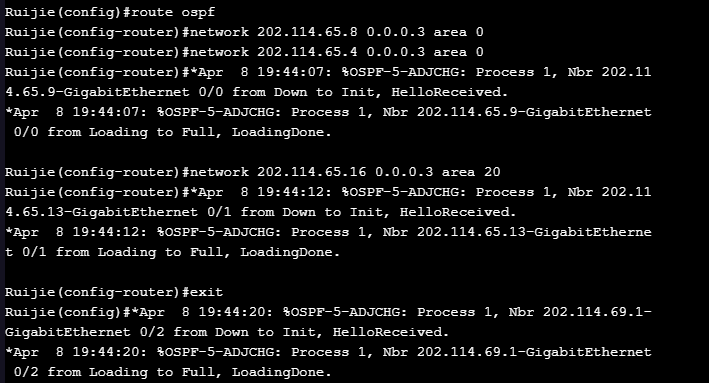 Ruijie(config)#route ospf
Ruijie(config-router)#network 202.114.65.8 0.0.0.3 area 0
Ruijie(config-router)#network 202.114.65.4 0.0.0.3 area 0
Ruijie(config-router)#*Apr  8 19:44:07: %OSPF-5-ADJCHG: Process 1, Nbr 202.11
4.65.9-GigabitEthernet 0/0 from Down to Init, HelloReceived.
*Apr  8 19:44:07: %OSPF-5-ADJCHG: Process 1, Nbr 202.114.65.9-GigabitEthernet
 0/0 from Loading to Full, LoadingDone.

Ruijie(config-router)#network 202.114.65.16 0.0.0.3 area 20
Ruijie(config-router)#*Apr  8 19:44:12: %OSPF-5-ADJCHG: Process 1, Nbr 202.11
4.65.13-GigabitEthernet 0/1 from Down to Init, HelloReceived.
*Apr  8 19:44:12: %OSPF-5-ADJCHG: Process 1, Nbr 202.114.65.13-GigabitEtherne
t 0/1 from Loading to Full, LoadingDone.

Ruijie(config-router)#exit
Ruijie(config)#*Apr  8 19:44:20: %OSPF-5-ADJCHG: Process 1, Nbr 202.114.69.1-
GigabitEthernet 0/2 from Down to Init, HelloReceived.
*Apr  8 19:44:20: %OSPF-5-ADJCHG: Process 1, Nbr 202.114.69.1-GigabitEthernet
 0/2 from Loading to Full, LoadingDone.